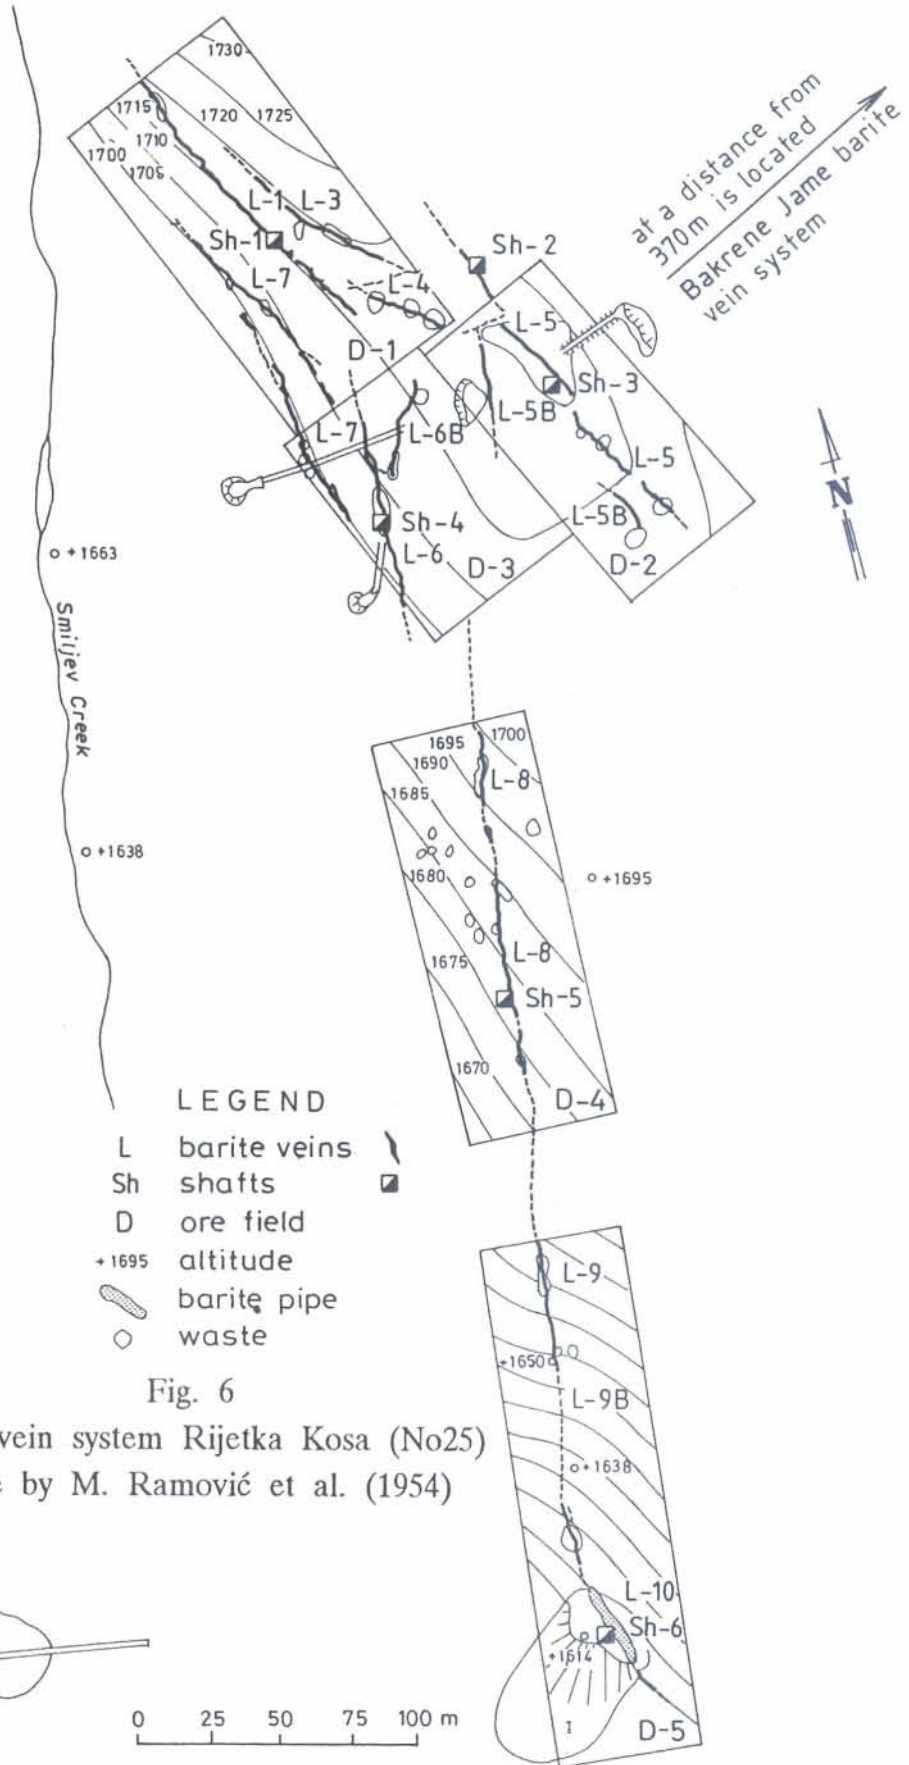 1730
1715
1720
1725
1710
1700
1705
L-1
L-3
Sh-1
L-7
L-4
D-1
Sh-2
at a distance from
370m is located
Bakrene Jame barite
vein system
L-5
Sh-3
L-5B
L-7
L-6B
L-5
L-5B
N
Sh-4
L-6
D-3
D-2
+1663
Smiljev Creek
1695
1700
1690
L-8
1685
+1638
1680
+1695
L-8
1675
Sh-5
1670
D-4
LEGEND
L barite veins
Sh shafts
D ore field
+1695 altitude
barite pipe
waste
Fig. 6
vein system Rijetka Kosa (No25)
by M. Ramović et al. (1954)
L-9
+1650
L-9B
+1638
L-10
Sh-6
+1614
I
D-5
0 25 50 75 100 m